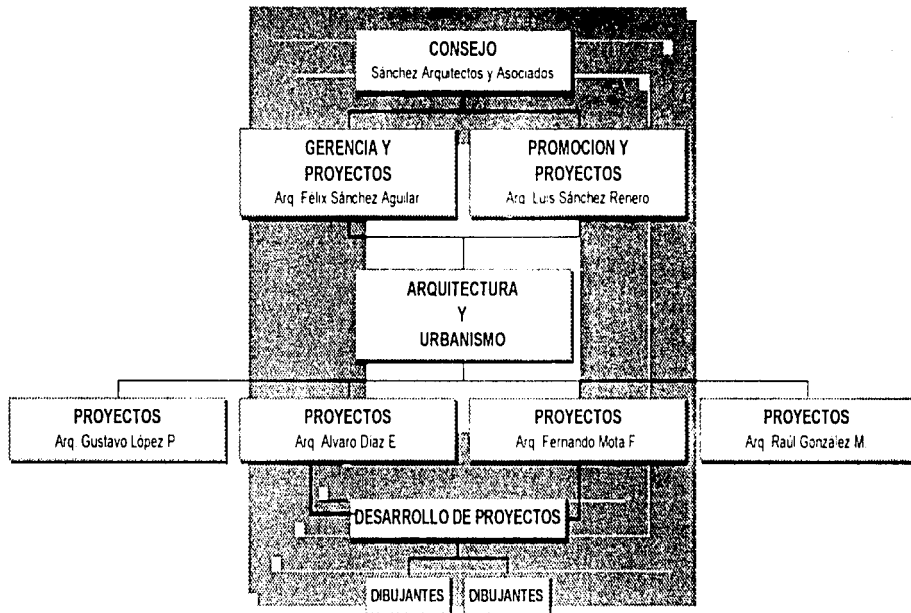 CONSEJO
Sánchez Arquitectos y Asociados
GERENCIA Y
PROYECTOS
Arq. Félix Sánchez Aguilar
PROMOCION Y
PROYECTOS
Arq. Luis Sánchez Renero
ARQUITECTURA
Y
URBANISMO
PROYECTOS
Arq. Gustavo López P
PROYECTOS
Arq. Alvaro Diaz E
PROYECTOS
Arq. Fernando Mota F
PROYECTOS
Arq. Raúl González M.
DESARROLLO DE PROYECTOS
DIBUJANTES
DIBUJANTES